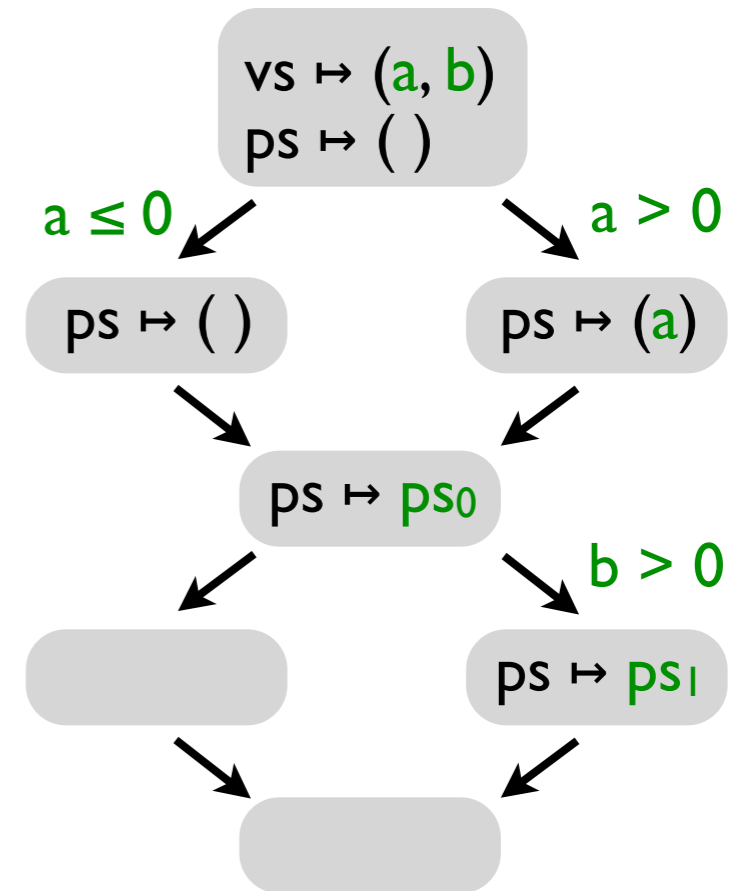 vs ↦ (a, b)
ps ↦ ( )
a ≤ 0
a > 0
ps ↦ ( )
ps ↦ (a)
ps ↦ ps₀
b > 0
ps ↦ ps₁